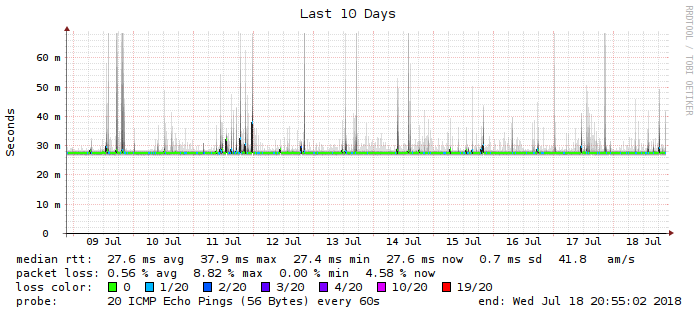 Last 10 Days
RRDTOOL / TOBI OETIKER
Seconds
60 m
50 m
40 m
30 m
20 m
10 m
0
09 Jul 10 Jul 11 Jul 12 Jul 13 Jul 14 Jul 15 Jul 16 Jul 17 Jul 18 Jul
median rtt: 27.6 ms avg 37.9 ms max 27.4 ms min 27.6 ms now 0.7 ms sd 41.8 am/s
packet loss: 0.56 % avg 8.82 % max 0.00 % min 4.58 % now
loss color: 0 1/20 2/20 3/20 4/20 10/20 19/20
probe: 20 ICMP Echo Pings (56 Bytes) every 60s end: Wed Jul 18 20:55:02 2018